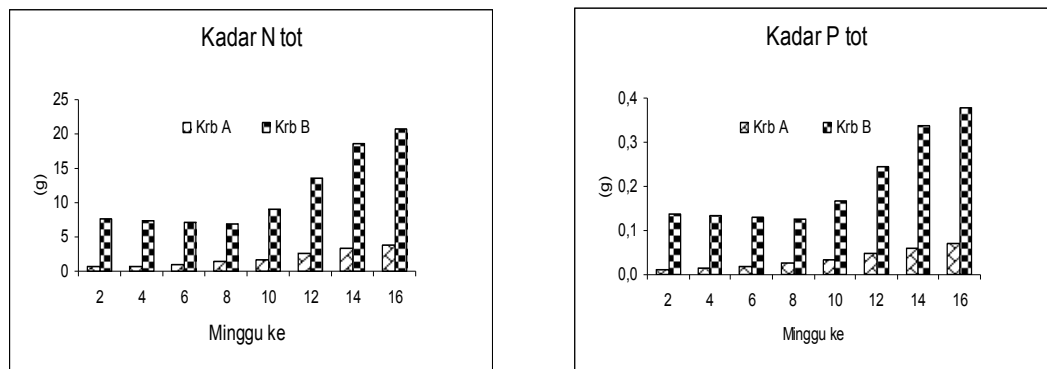 Kadar N tot
25
20
15
10
5
0
(g)
Krb A Krb B
2 4 6 8 10 12 14 16
Minggu ke
Kadar P tot
0,4
0,3
0,2
0,1
0,0
(g)
Krb A Krb B
2 4 6 8 10 12 14 16
Minggu ke